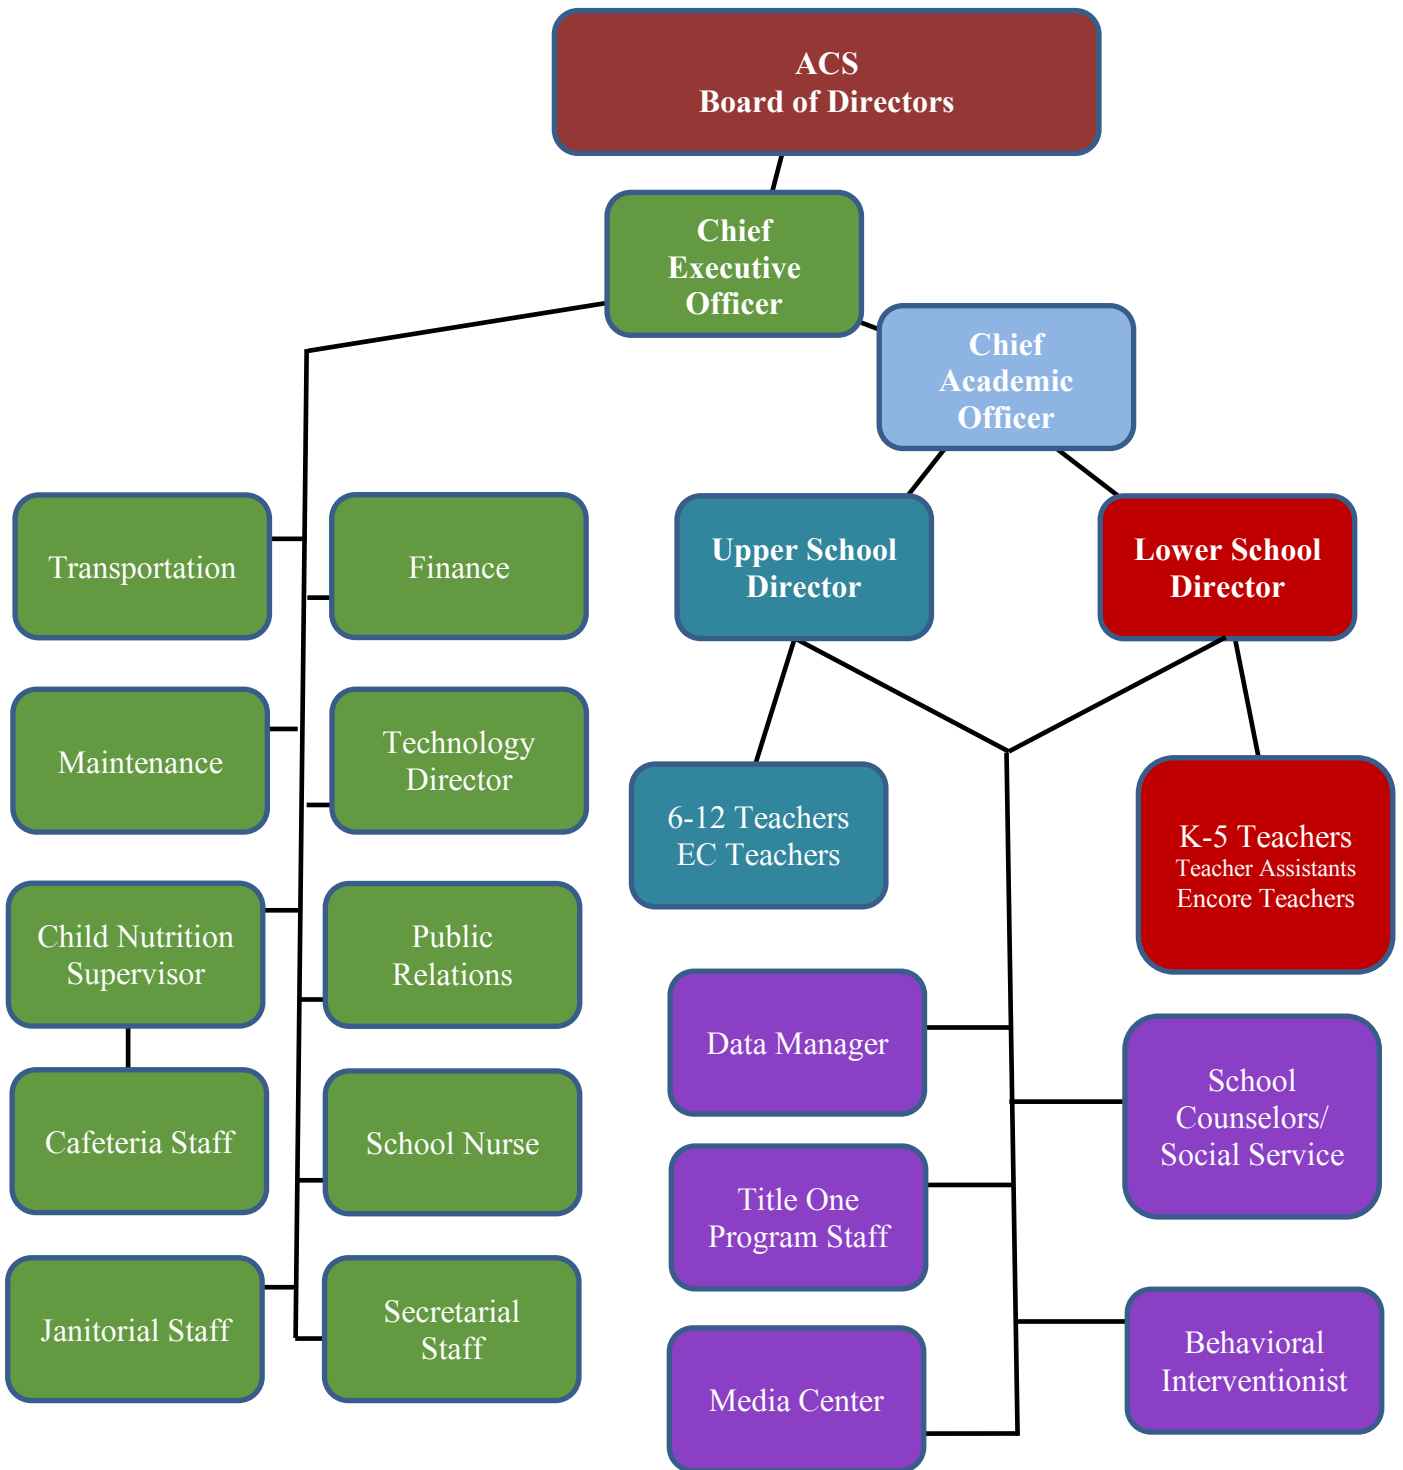 ACS
Board of Directors
Chief
Executive
Officer
Chief
Academic
Officer
Transportation
Finance
Upper School
Director
Lower School
Director
Maintenance
Technology
Director
6-12 Teachers
EC Teachers
K-5 Teachers
Teacher Assistants
Encore Teachers
Child Nutrition
Supervisor
Public
Relations
Data Manager
School
Counselors/
Social Service
Cafeteria Staff
School Nurse
Title One
Program Staff
Janitorial Staff
Secretarial
Staff
Media Center
Behavioral
Interventionist